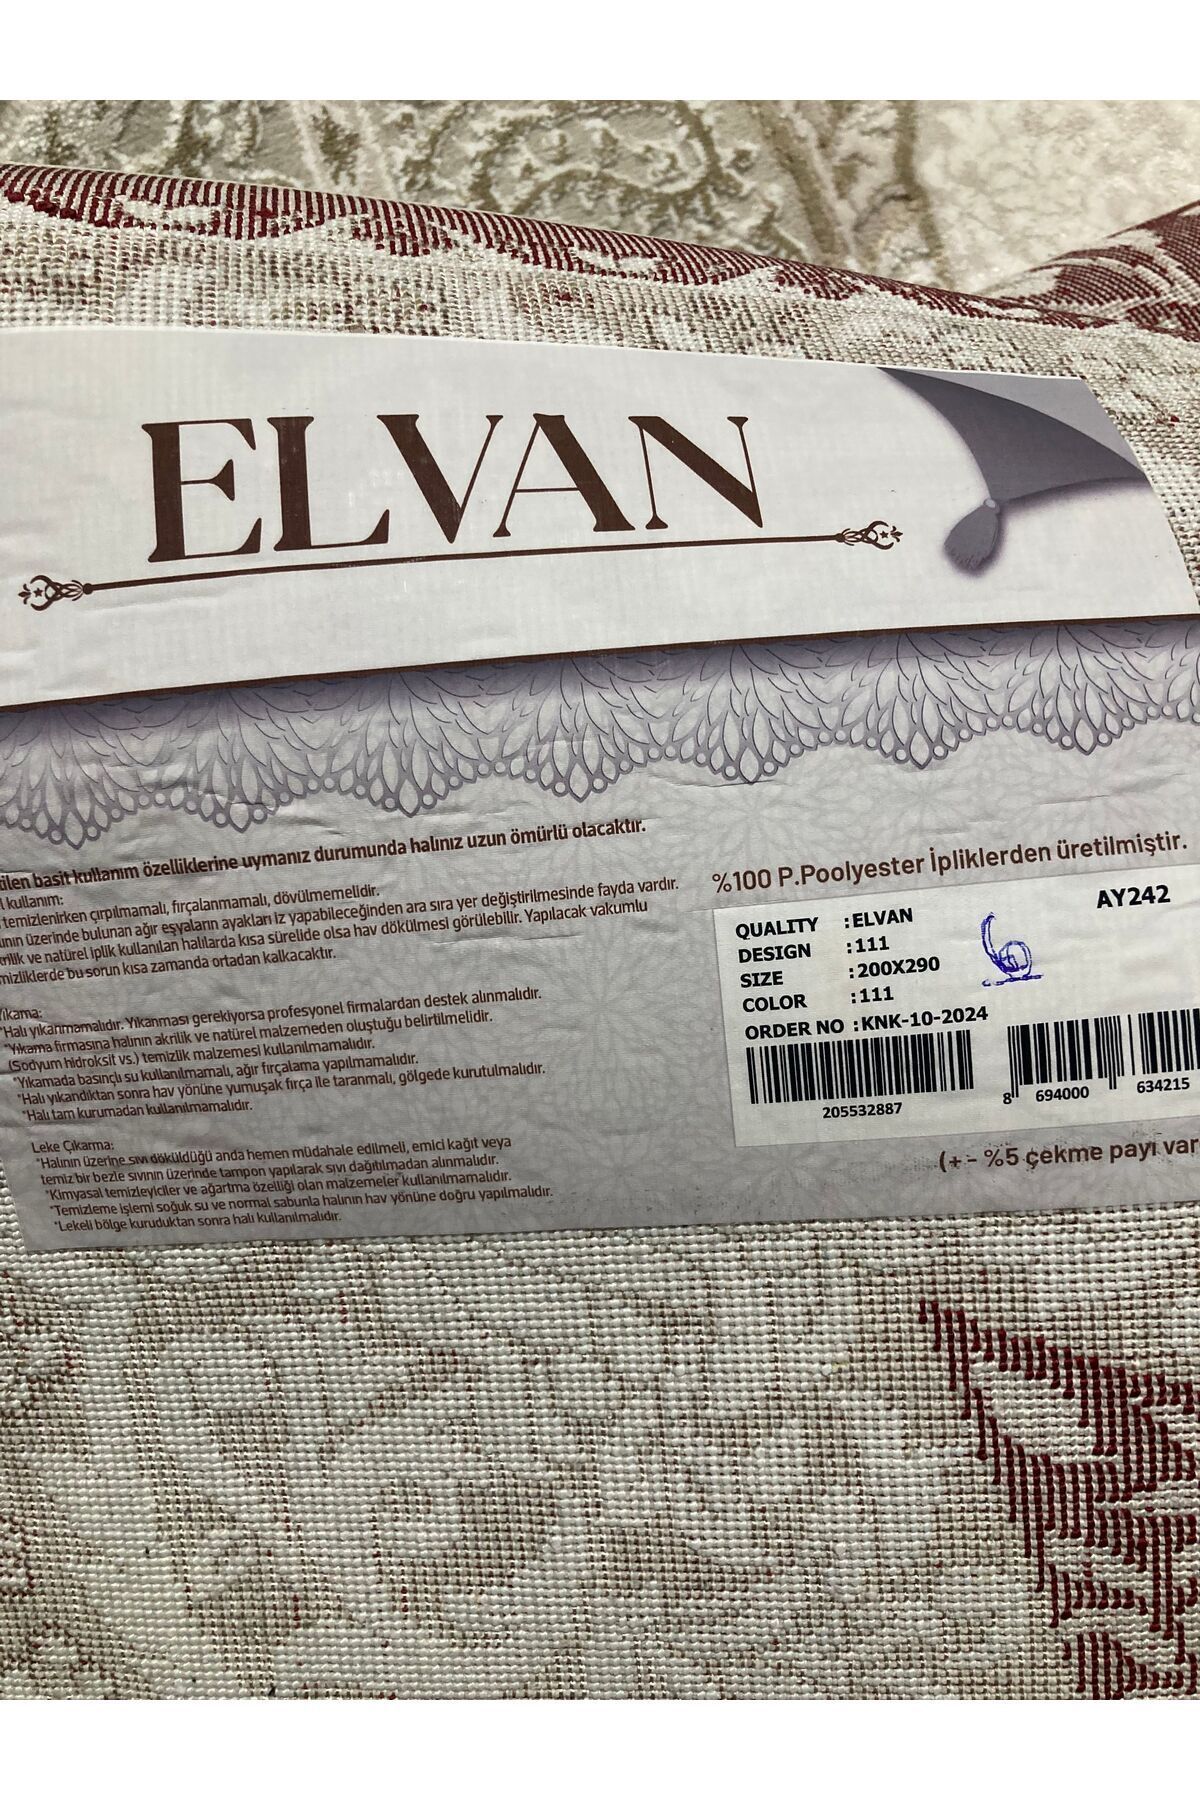 ELVAN
basit kullanım özelliklerine uymanız durumunda halınız uzun ömürlü olacaktır.
kullanım:
temizlenirken çırpılmamalı, fırçalanmamalı, dövülmemelidir.
üzerinde bulunan ağır eşyaların ayakları iz yapabileceğinden ara sıra yer değiştirilmesinde fayda vardır.
ve natürel iplik kullanılan halılarda kısa sürelide olsa hav dökülmesi görülebilir. Yapılacak vakumlu
bu sorun kısa zamanda ortadan kalkacaktır.
*Halı yıkanmamalıdır. Yıkanması gerekiyorsa profesyonel firmalardan destek alınmalıdır.
*Yıkama firmasına halının akrilik ve natürel malzemeden oluştuğu belirtilmelidir.
(Sodyum hidroksit vs.) temizlik malzemesi kullanılmamalıdır.
*Yıkamada basınçlı su kullanılmamalı, ağır fırçalama yapılmamalıdır.
*Halı yıkandıktan sonra hav yönüne yumuşak fırça ile taranmalı, gölgede kurutulmalıdır.
*Halı tam kurumadan kullanılmamalıdır.
Leke Çıkarma:
*Halının üzerine sıvı döküldüğü anda hemen müdahale edilmeli, emici kağıt veya
temiz bir bezle sıvının üzerinde tampon yapılarak sıvı dağıtılmadan alınmalıdır.
*Kimyasal temizleyiciler ve ağartma özelliği olan malzemeler kullanılmamalıdır.
*Temizleme işlemi soğuk su ve normal sabunla halının hav yönüne doğru yapılmalıdır.
*Lekeli bölge kuruduktan sonra halı kullanılmalıdır.
%100 P.Poolyester İpliklerden üretilmiştir.
AY242
QUALITY :ELVAN
DESIGN :111
SIZE :200X290
COLOR :111
ORDER NO :KNK-10-2024
205532887
8 694000 634215
(+- %5 çekme payı var